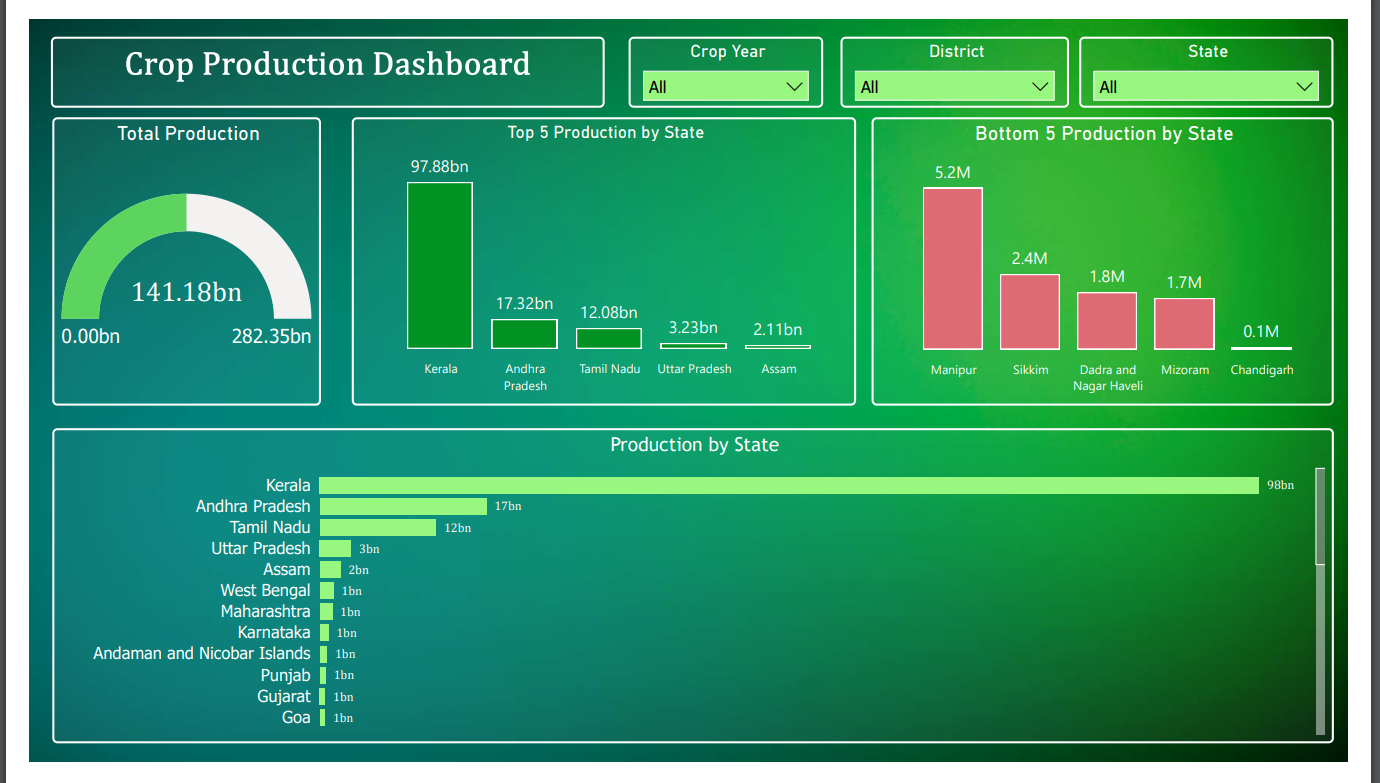 Crop Production Dashboard
Crop Year
All
District
All
State
All
Total Production
141.18bn
0.00bn
282.35bn
Top 5 Production by State
97.88bn
17.32bn
12.08bn
3.23bn
2.11bn
Kerala
Andhra
Pradesh
Tamil Nadu
Uttar Pradesh
Assam
Bottom 5 Production by State
5.2M
2.4M
1.8M
1.7M
0.1M
Manipur
Sikkim
Dadra and
Nagar Haveli
Mizoram
Chandigarh
Production by State
Kerala 98bn
Andhra Pradesh 17bn
Tamil Nadu 12bn
Uttar Pradesh 3bn
Assam 2bn
West Bengal 1bn
Maharashtra 1bn
Karnataka 1bn
Andaman and Nicobar Islands 1bn
Punjab 1bn
Gujarat 1bn
Goa 1bn